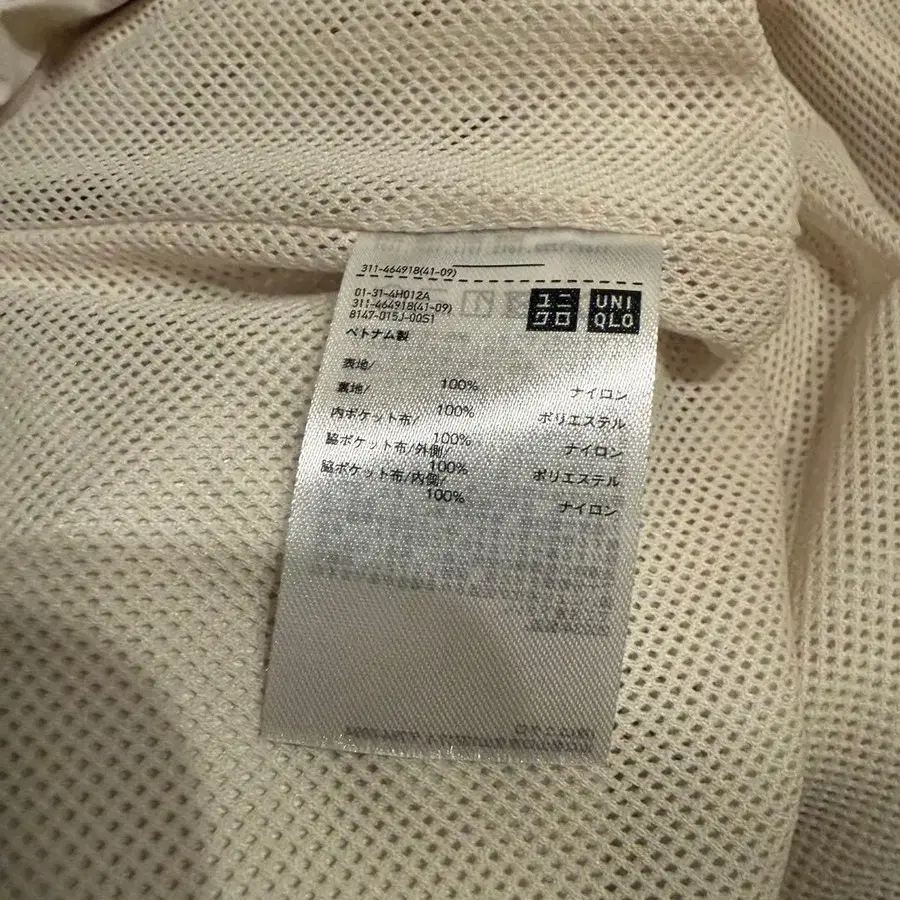 311-464918(41-09)
01-31-4H012A
311-464918(41-09)
8147-015J-00S1
ユニ
クロ
UNI
QLO
ベトナム製
表地/
100% ナイロン
裏地/
100% ポリエステル
内ポケット布/
100% ナイロン
脇ポケット布/外側/
100% ポリエステル
脇ポケット布/内側/
100% ナイロン